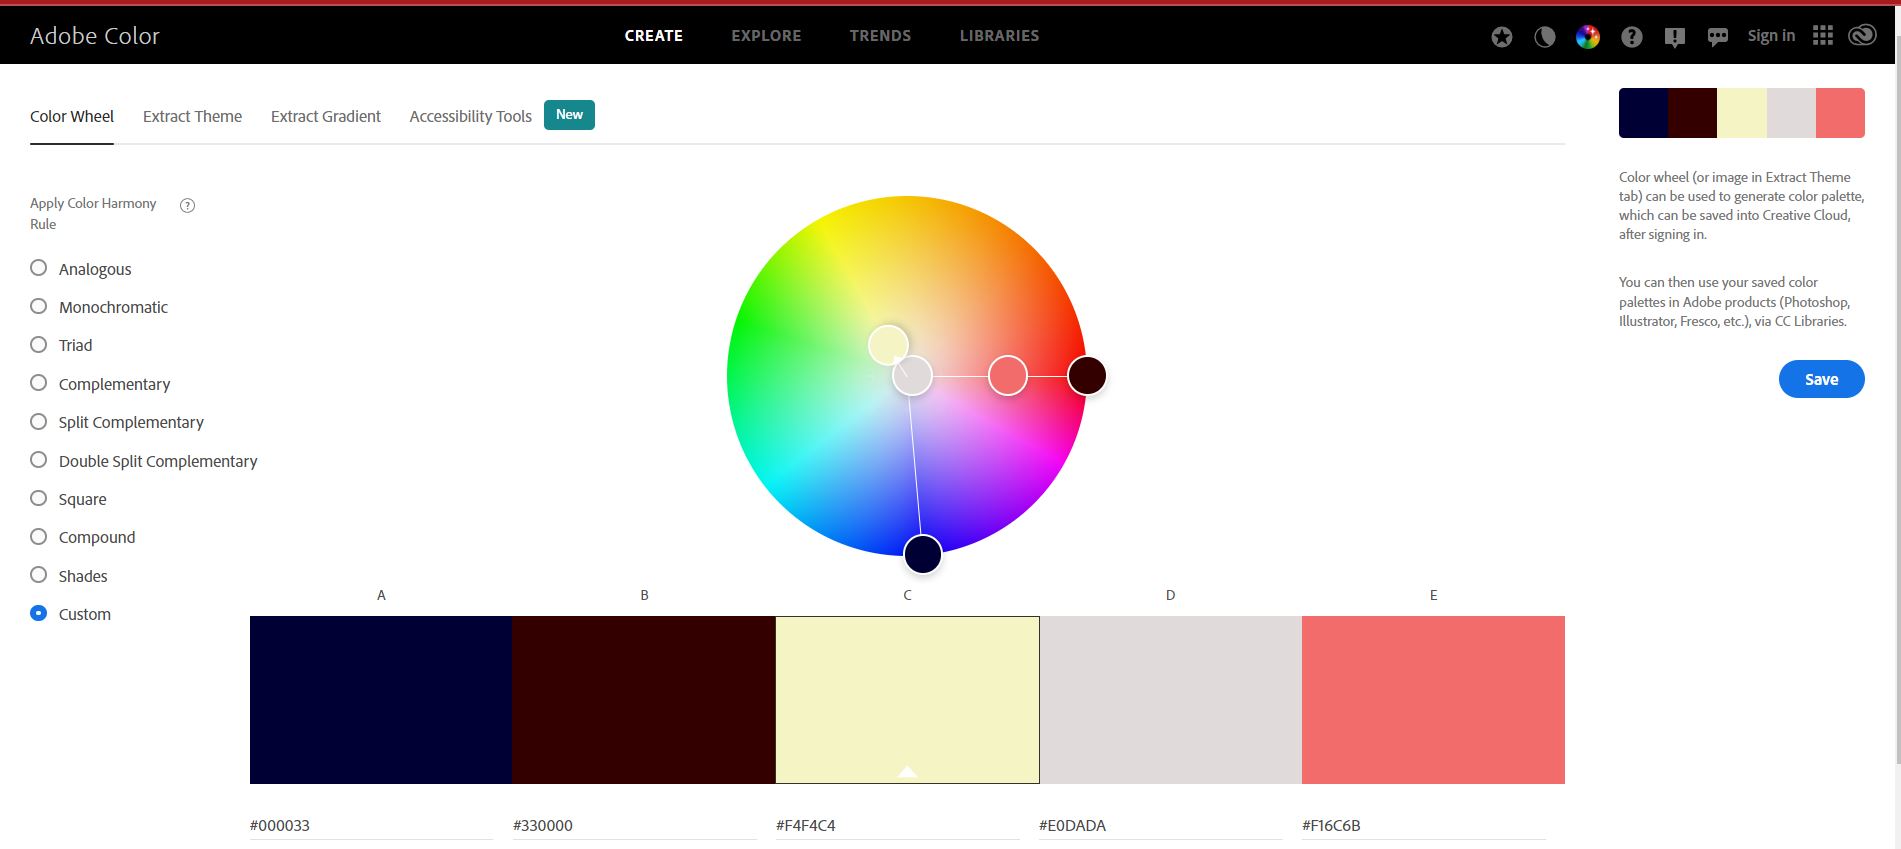 Adobe Color
CREATE
EXPLORE
TRENDS
LIBRARIES
Sign in
Color Wheel
Extract Theme
Extract Gradient
Accessibility Tools
New
Apply Color Harmony
Rule
?
Analogous
Monochromatic
Triad
Complementary
Split Complementary
Double Split Complementary
Square
Compound
Shades
Custom
A
B
C
D
E
#000033
#330000
#F4F4C4
#E0DADA
#F16C6B
Color wheel (or image in Extract Theme
tab) can be used to generate color palette,
which can be saved into Creative Cloud,
after signing in.
You can then use your saved color
palettes in Adobe products (Photoshop,
Illustrator, Fresco, etc.), via CC Libraries.
Save